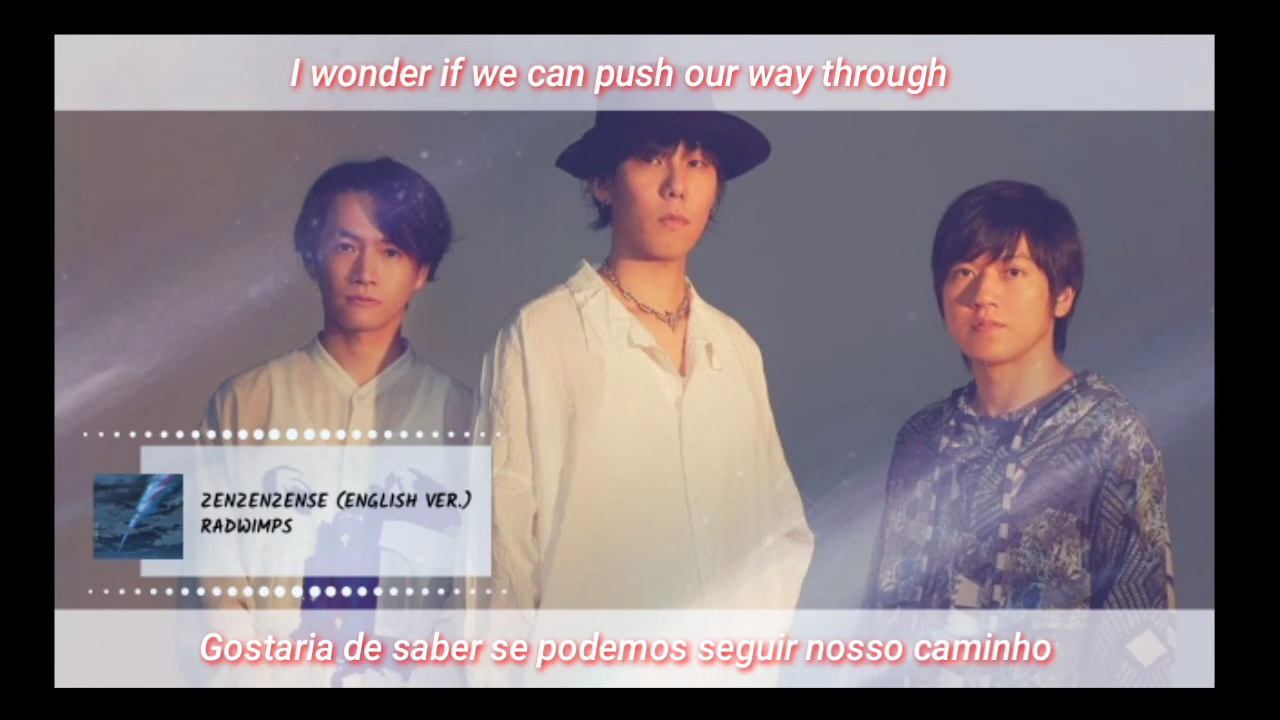 I wonder if we can push our way through
ZENZENZENSE (ENGLISH VER.)
RADWIMPS
Gostaria de saber se podemos seguir nosso caminho